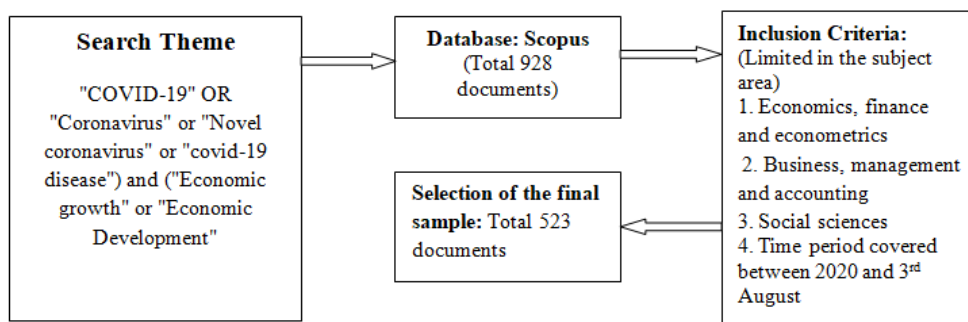 Search Theme
"COVID-19" OR
"Coronavirus" or "Novel
coronavirus" or "covid-19
disease") and ("Economic
growth" or "Economic
Development"
Database: Scopus
(Total 928
documents)
Inclusion Criteria:
(Limited in the subject
area)
1. Economics, finance
and econometrics
2. Business, management
and accounting
3. Social sciences
4. Time period covered
between 2020 and 3rd
August
Selection of the final
sample: Total 523
documents